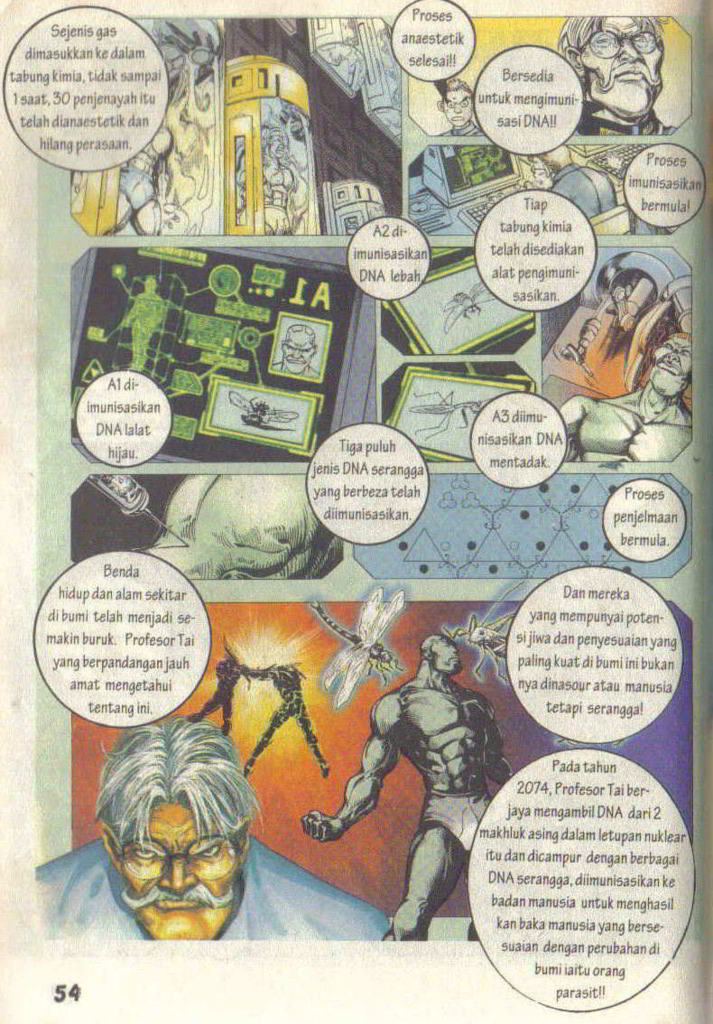 Sejenis gas
dimasukkan ke dalam
tabung kimia, tidak sampai
1 saat, 30 penjenayah itu
telah dianaestetik dan
hilang perasaan.
Proses
anaestetik
selesai!!
Bersedia
untuk mengimuni-
sasi DNA!!
Proses
imunisasikan
bermula!
Tiap
tabung kimia
telah disediakan
alat pengimuni-
sasikan.
A2 di-
imunisasikan
DNA lebah.
A1
A1 di-
imunisasikan
DNA lalat
hijau.
A3 diimu-
nisasikan DNA
mentadak.
Tiga puluh
jenis DNA serangga
yang berbeza telah
diimunisasikan.
Proses
penjelmaan
bermula.
Benda
hidup dan alam sekitar
di bumi telah menjadi se-
makin buruk. Profesor Tai
yang berpandangan jauh
amat mengetahui
tentang ini.
Dan mereka
yang mempunyai poten-
si jiwa dan penyesuaian yang
paling kuat di bumi ini bukan
nya dinasour atau manusia
tetapi serangga!
Pada tahun
2074, Profesor Tai ber-
jaya mengambil DNA dari 2
makhluk asing dalam letupan nuklear
itu dan dicampur dengan berbagai
DNA serangga, diimunisasikan ke
badan manusia untuk menghasil
kan baka manusia yang berse-
suaian dengan perubahan di
bumi iaitu orang
parasit!!
54